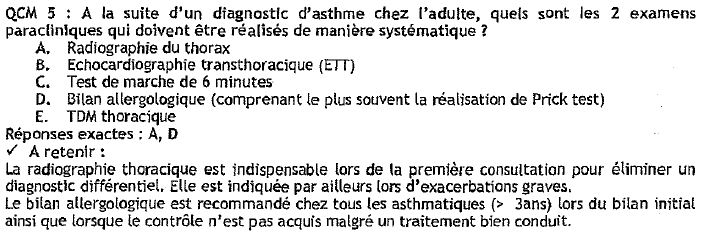 QCM 5 : A la suite d'un diagnostic d'asthme chez l'adulte, quels sont les 2 examens
paracliniques qui doivent être réalisés de manière systématique ?
A. Radiographie du thorax
B. Echocardiographie transthoracique (ETT)
C. Test de marche de 6 minutes
D. Bilan allergologique (comprenant le plus souvent la réalisation de Prick test)
E. TDM thoracique
Réponses exactes : A, D
✓ A retenir :
La radiographie thoracique est indispensable lors de la première consultation pour éliminer un
diagnostic différentiel. Elle est indiquée par ailleurs lors d'exacerbations graves.
Le bilan allergologique est recommandé chez tous les asthmatiques (> 3ans) lors du bilan initial
ainsi que lorsque le contrôle n'est pas acquis malgré un traitement bien conduit.